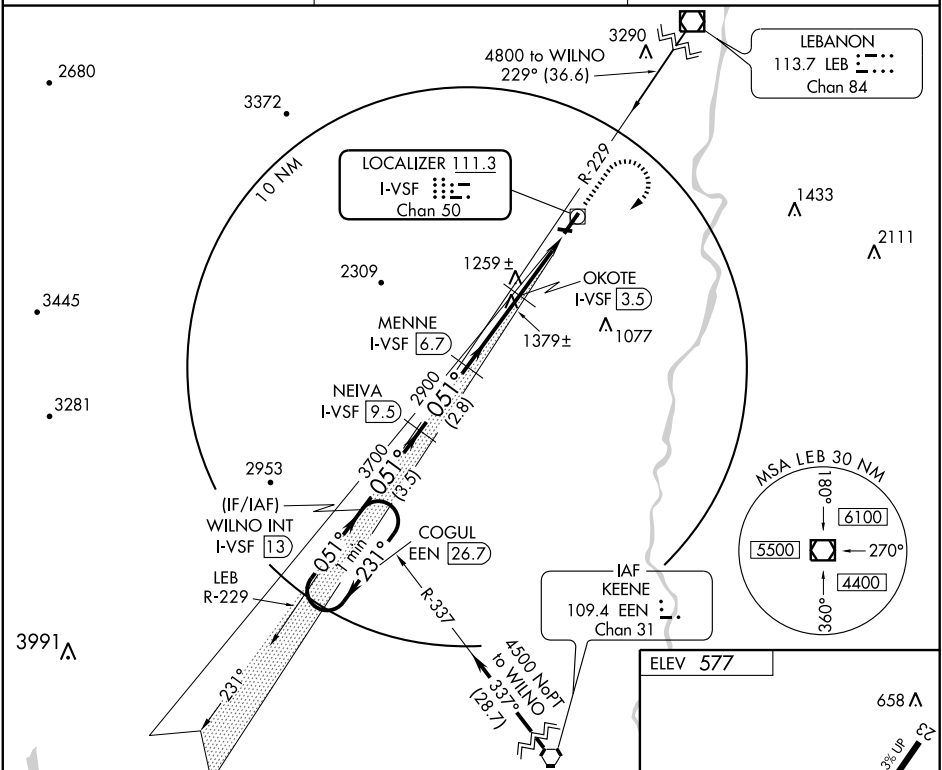 3290
4800 to WILNO
229° (36.6)
LEBANON
113.7 LEB
Chan 84
2680
3372
10 NM
LOCALIZER 111.3
I-VSF
Chan 50
R-229
1433
2111
1259 ±
2309
OKOTE
I-VSF 3.5
3445
MENNE
I-VSF 6.7
1379±
1077
2900
051°
(2.8)
NEIVA
I-VSF 9.5
3281
3700
051°
(3.5)
2953
(IF/IAF)
WILNO INT
I-VSF 13
051°
1 min
231°
COGUL
EEN 26.7
LEB
R-229
R-337
MSA LEB 30 NM
180°
6100
5500
270°
4400
360°
IAF
KEENE
109.4 EEN
Chan 31
3991
231°
4500 NoPT
to WILNO
337°
(28.7)
ELEV 577
658
23
3% UP